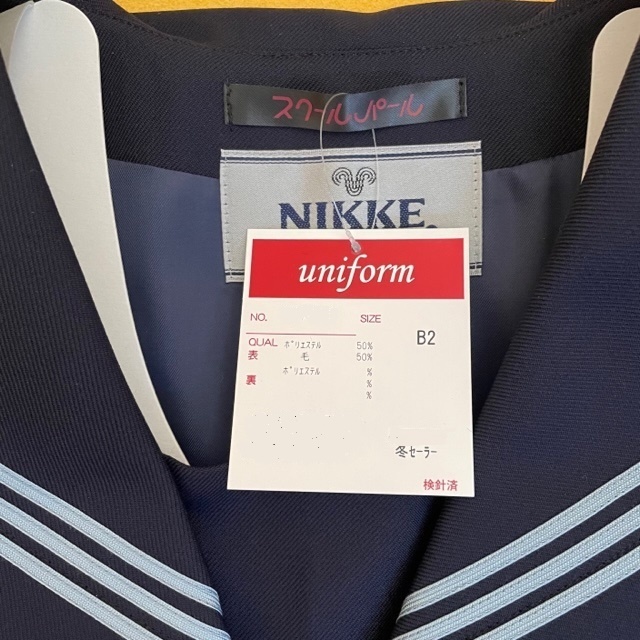 スクールパール
NIKKE.
uniform
NO. SIZE
B2
QUAL ポリエステル 50%
表 毛 50%
裏 ポリエステル %
%
%
冬セーラー
検針済